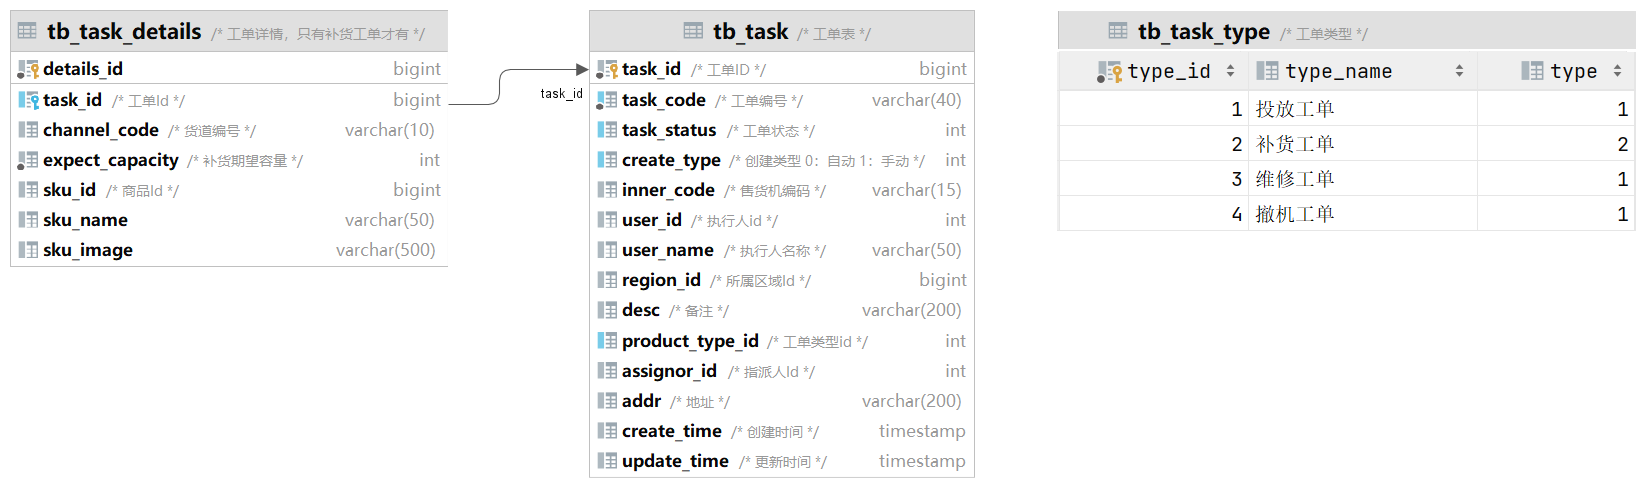 tb_task_details /* 工单详情，只有补货工单才有 */
details_id bigint
task_id /* 工单Id */ bigint
channel_code /* 货道编号 */ varchar(10)
expect_capacity /* 补货期望容量 */ int
sku_id /* 商品Id */ bigint
sku_name varchar(50)
sku_image varchar(500)
task_id
tb_task /* 工单表 */
task_id /* 工单ID */ bigint
task_code /* 工单编号 */ varchar(40)
task_status /* 工单状态 */ int
create_type /* 创建类型 0：自动 1：手动 */ int
inner_code /* 售货机编码 */ varchar(15)
user_id /* 执行人id */ int
user_name /* 执行人名称 */ varchar(50)
region_id /* 所属区域Id */ bigint
desc /* 备注 */ varchar(200)
product_type_id /* 工单类型id */ int
assignor_id /* 指派人Id */ int
addr /* 地址 */ varchar(200)
create_time /* 创建时间 */ timestamp
update_time /* 更新时间 */ timestamp
tb_task_type /* 工单类型 */
type_id type_name type
1 投放工单 1
2 补货工单 2
3 维修工单 1
4 撤机工单 1